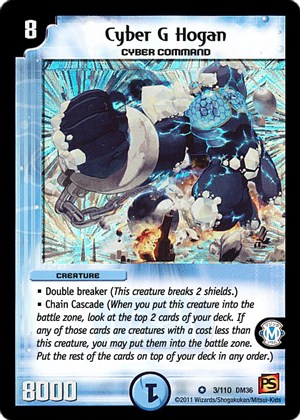 8
Cyber G Hogan
CYBER COMMAND
CREATURE
• Double breaker (This creature breaks 2 shields.)
• Chain Cascade (When you put this creature into the
battle zone, look at the top 2 cards of your deck. If
any of those cards are creatures with a cost less than
this creature, you may put them into the battle zone.
Put the rest of the cards on top of your deck in any order.)
8000
1
M
3/110 DM36
PS
©2011 Wizards/Shogakukan/Mitsui-Kids